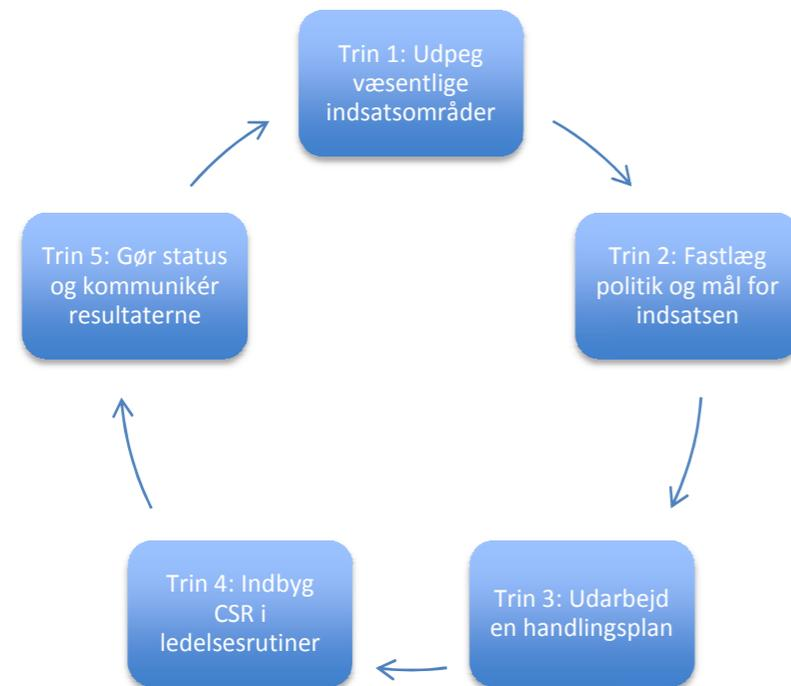 Trin 1: Udpeg
væsentlige
indsatsområder
Trin 2: Fastlæg
politik og mål for
indsatsen
Trin 3: Udarbejd
en handlingsplan
Trin 4: Indbyg
CSR i
ledelsesrutiner
Trin 5: Gør status
og kommunikér
resultaterne